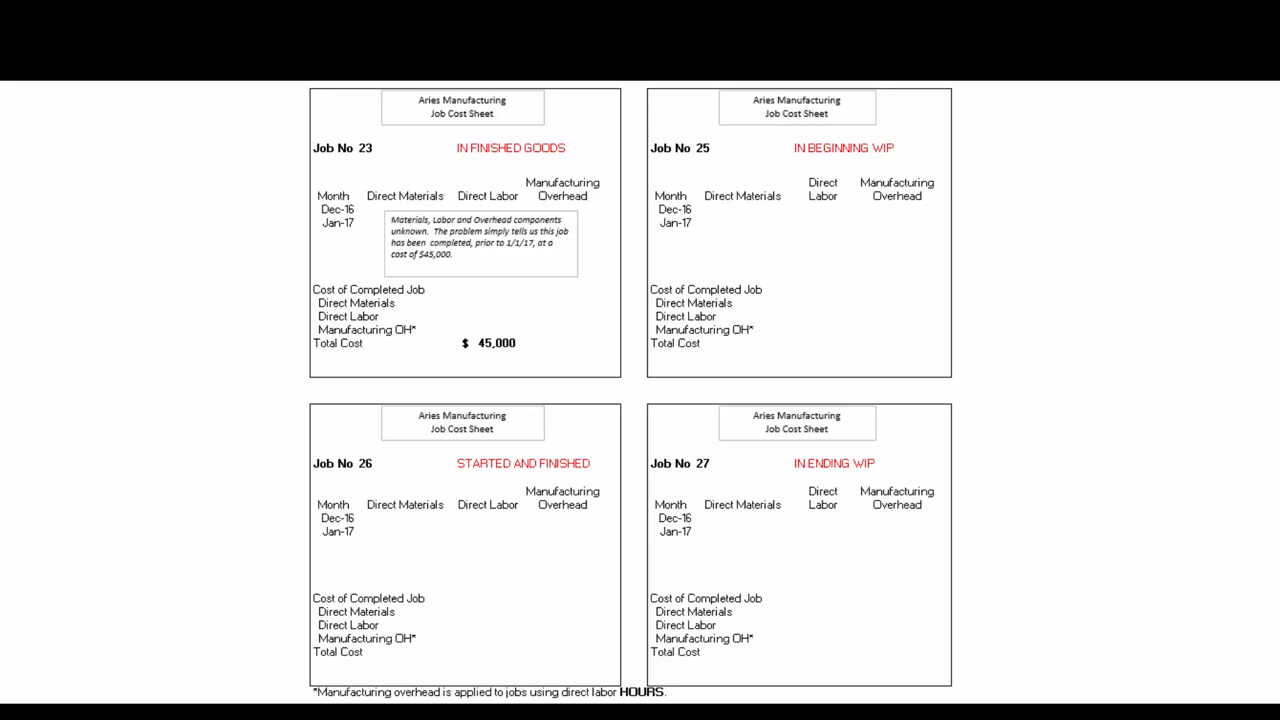 Aries Manufacturing
Job Cost Sheet
Job No 23 IN FINISHED GOODS
Manufacturing
Month Direct Materials Direct Labor Overhead
Dec-16
Jan-17
Materials, Labor and Overhead components
unknown. The problem simply tells us this job
has been completed, prior to 1/1/17, at a
cost of $45,000.
Cost of Completed Job
Direct Materials
Direct Labor
Manufacturing OH*
Total Cost $ 45,000
Aries Manufacturing
Job Cost Sheet
Job No 25 IN BEGINNING WIP
Direct Manufacturing
Month Direct Materials Labor Overhead
Dec-16
Jan-17
Cost of Completed Job
Direct Materials
Direct Labor
Manufacturing OH*
Total Cost
Aries Manufacturing
Job Cost Sheet
Job No 26 STARTED AND FINISHED
Manufacturing
Month Direct Materials Direct Labor Overhead
Dec-16
Jan-17
Cost of Completed Job
Direct Materials
Direct Labor
Manufacturing OH*
Total Cost
Aries Manufacturing
Job Cost Sheet
Job No 27 IN ENDING WIP
Direct Manufacturing
Month Direct Materials Labor Overhead
Dec-16
Jan-17
Cost of Completed Job
Direct Materials
Direct Labor
Manufacturing OH*
Total Cost
*Manufacturing overhead is applied to jobs using direct labor HOURS.